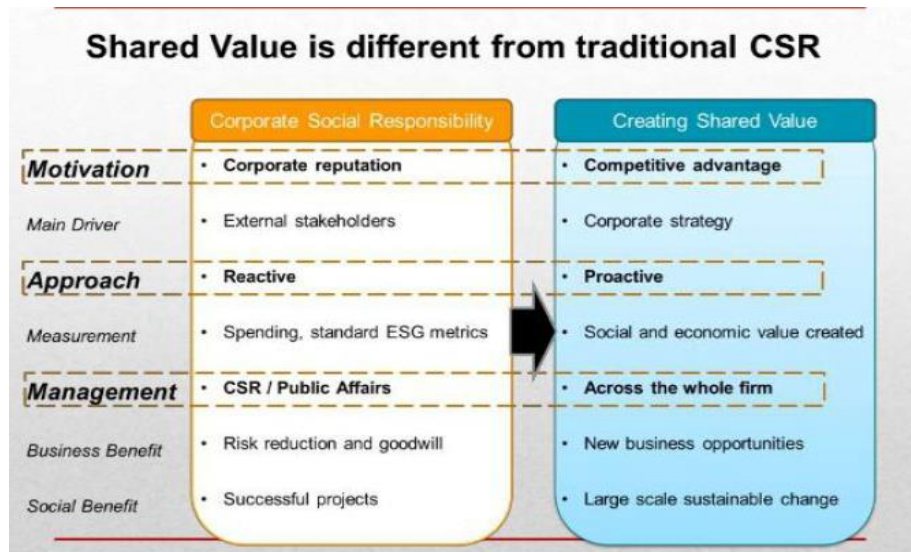 Shared Value is different from traditional CSR
Corporate Social Responsibility
Creating Shared Value
Motivation
• Corporate reputation
• Competitive advantage
Main Driver
• External stakeholders
• Corporate strategy
Approach
• Reactive
• Proactive
Measurement
• Spending, standard ESG metrics
• Social and economic value created
Management
• CSR / Public Affairs
• Across the whole firm
Business Benefit
• Risk reduction and goodwill
• New business opportunities
Social Benefit
• Successful projects
• Large scale sustainable change